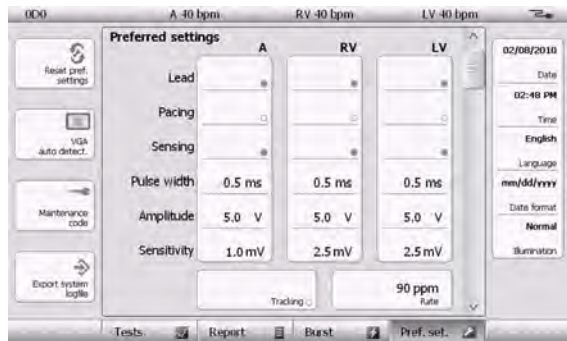 0D0 A 40 bpm RV 40 bpm LV 40 bpm
Preferred settings
A RV LV
Lead
Pacing
Sensing
Pulse width 0.5 ms 0.5 ms 0.5 ms
Amplitude 5.0 V 5.0 V 5.0 V
Sensitivity 1.0 mV 2.5 mV 2.5 mV
Tracking
90 ppm
Rate
Reset pref.
settings
VGA
auto detect.
Maintenance
code
Export system
logfile
02/08/2010
Date
02:48 PM
Time
English
Language
mm/dd/yyyy
Date format
Normal
Illumination
Tests Report Burst Pref. set.